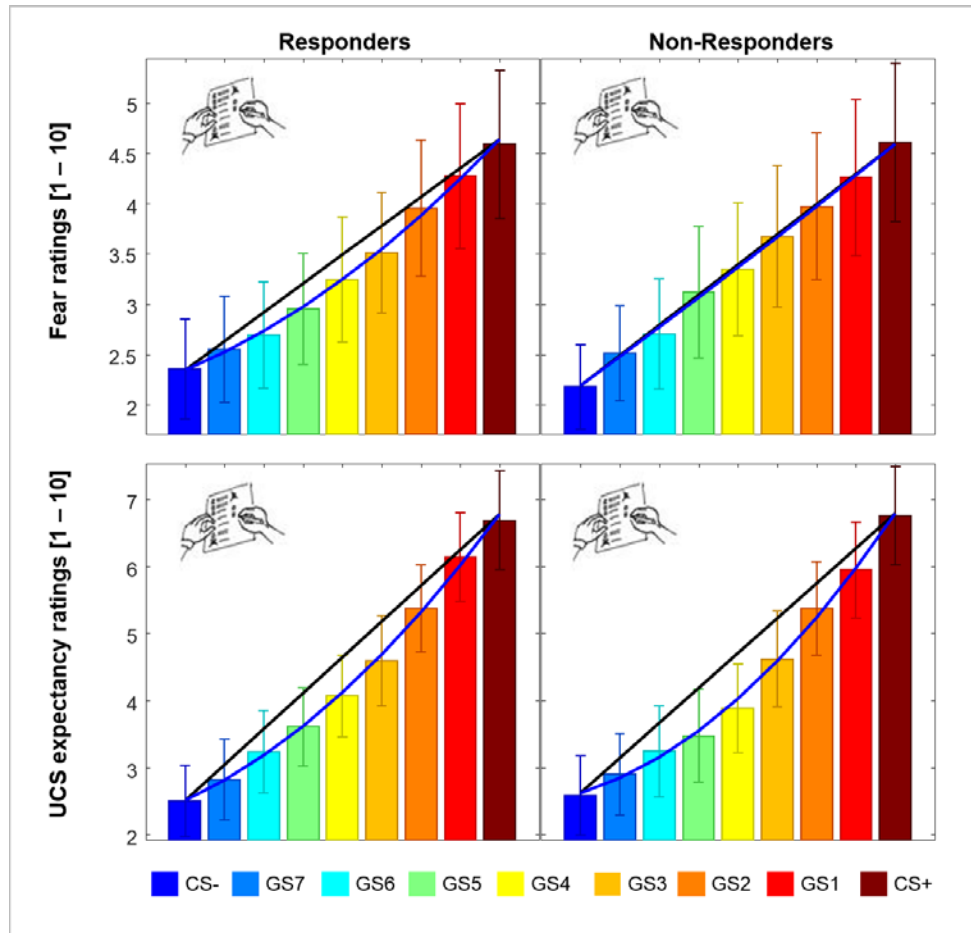 Responders
Non-Responders
Fear ratings [1 – 10]
5
4.5
4
3.5
3
2.5
2
UCS expectancy ratings [1 – 10]
7
6
5
4
3
2
CS- GS7 GS6 GS5 GS4 GS3 GS2 GS1 CS+